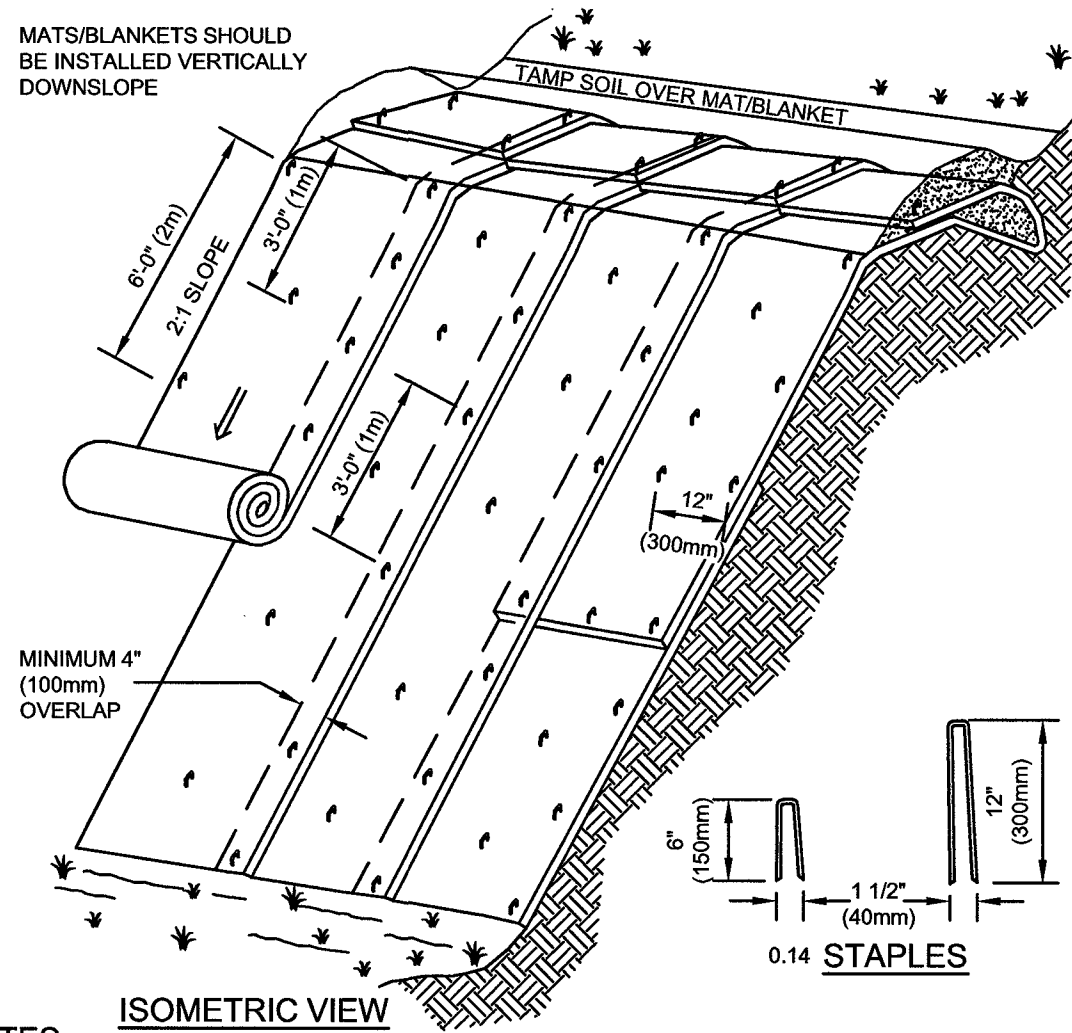 MATS/BLANKETS SHOULD
BE INSTALLED VERTICALLY
DOWNSLOPE
TAMP SOIL OVER MAT/BLANKET
6'-0" (2m)
3'-0" (1m)
2:1 SLOPE
3'-0" (1m)
12"
(300mm)
MINIMUM 4"
(100mm)
OVERLAP
6"
(150mm)
12"
(300mm)
1 1/2"
(40mm)
0.14 STAPLES
ISOMETRIC VIEW